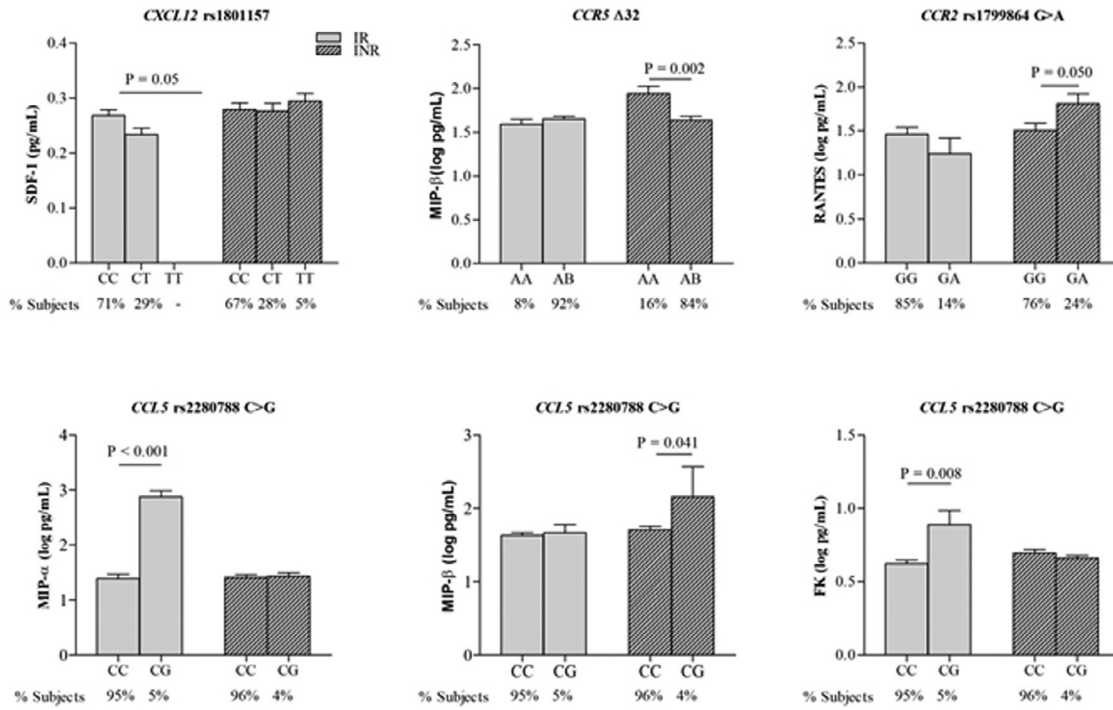 CXCL12 rs1801157
IR
INR
P = 0.05
SDF-1 (pg/mL)
0.4
0.3
0.2
0.1
0.0
CC CT TT CC CT TT
% Subjects 71% 29% - 67% 28% 5%
CCR5 Δ32
P = 0.002
MIP-β(log pg/mL)
2.5
2.0
1.5
1.0
0.5
0.0
AA AB AA AB
% Subjects 8% 92% 16% 84%
CCR2 rs1799864 G>A
P = 0.050
RANTES (log pg/mL)
2.5
2.0
1.5
1.0
0.5
0.0
GG GA GG GA
% Subjects 85% 14% 76% 24%
CCL5 rs2280788 C>G
P < 0.001
MIP-α (log pg/mL)
4
3
2
1
0
CC CG CC CG
% Subjects 95% 5% 96% 4%
CCL5 rs2280788 C>G
P = 0.041
MIP-β (log pg/mL)
3
2
1
0
CC CG CC CG
% Subjects 95% 5% 96% 4%
CCL5 rs2280788 C>G
P = 0.008
FK (log pg/mL)
1.5
1.0
0.5
0.0
CC CG CC CG
% Subjects 95% 5% 96% 4%